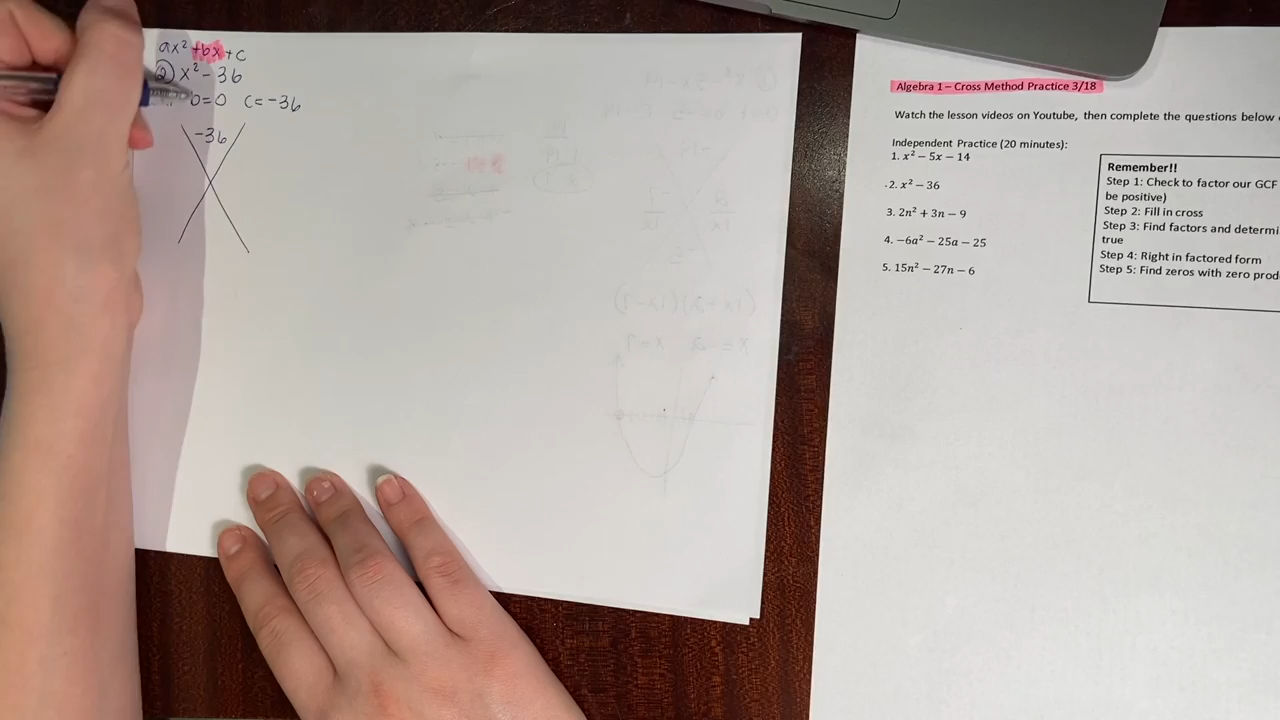 ax² +bx +c
② x² - 36
b=0 c=-36
-36
Algebra 1 – Cross Method Practice 3/18
Watch the lesson videos on Youtube, then complete the questions below
Independent Practice (20 minutes):
1. x² − 5x − 14
.2. x² − 36
3. 2n² + 3n − 9
4. −6a² − 25a − 25
5. 15n² − 27n − 6
Remember!!
Step 1: Check to factor our GCF
be positive)
Step 2: Fill in cross
Step 3: Find factors and determi
true
Step 4: Right in factored form
Step 5: Find zeros with zero prod